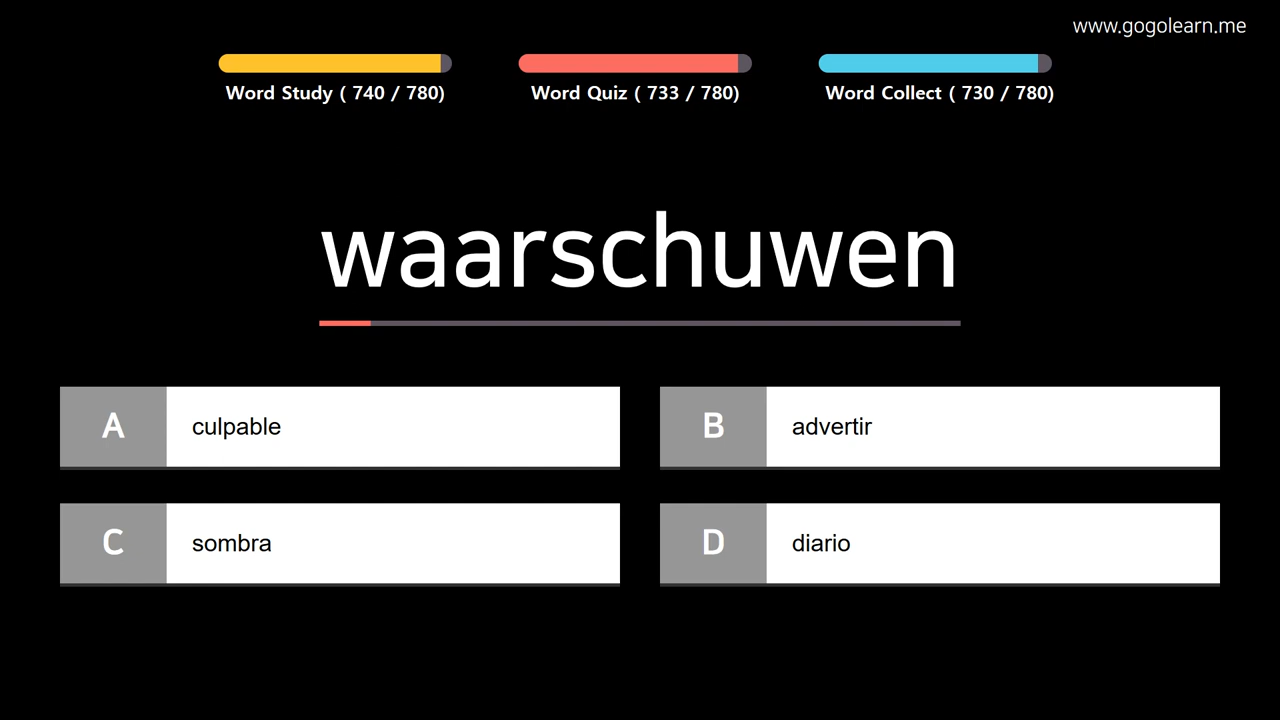 www.gogolearn.me
Word Study ( 740 / 780)
Word Quiz ( 733 / 780)
Word Collect ( 730 / 780)
waarschuwen
A culpable
B advertir
C sombra
D diario